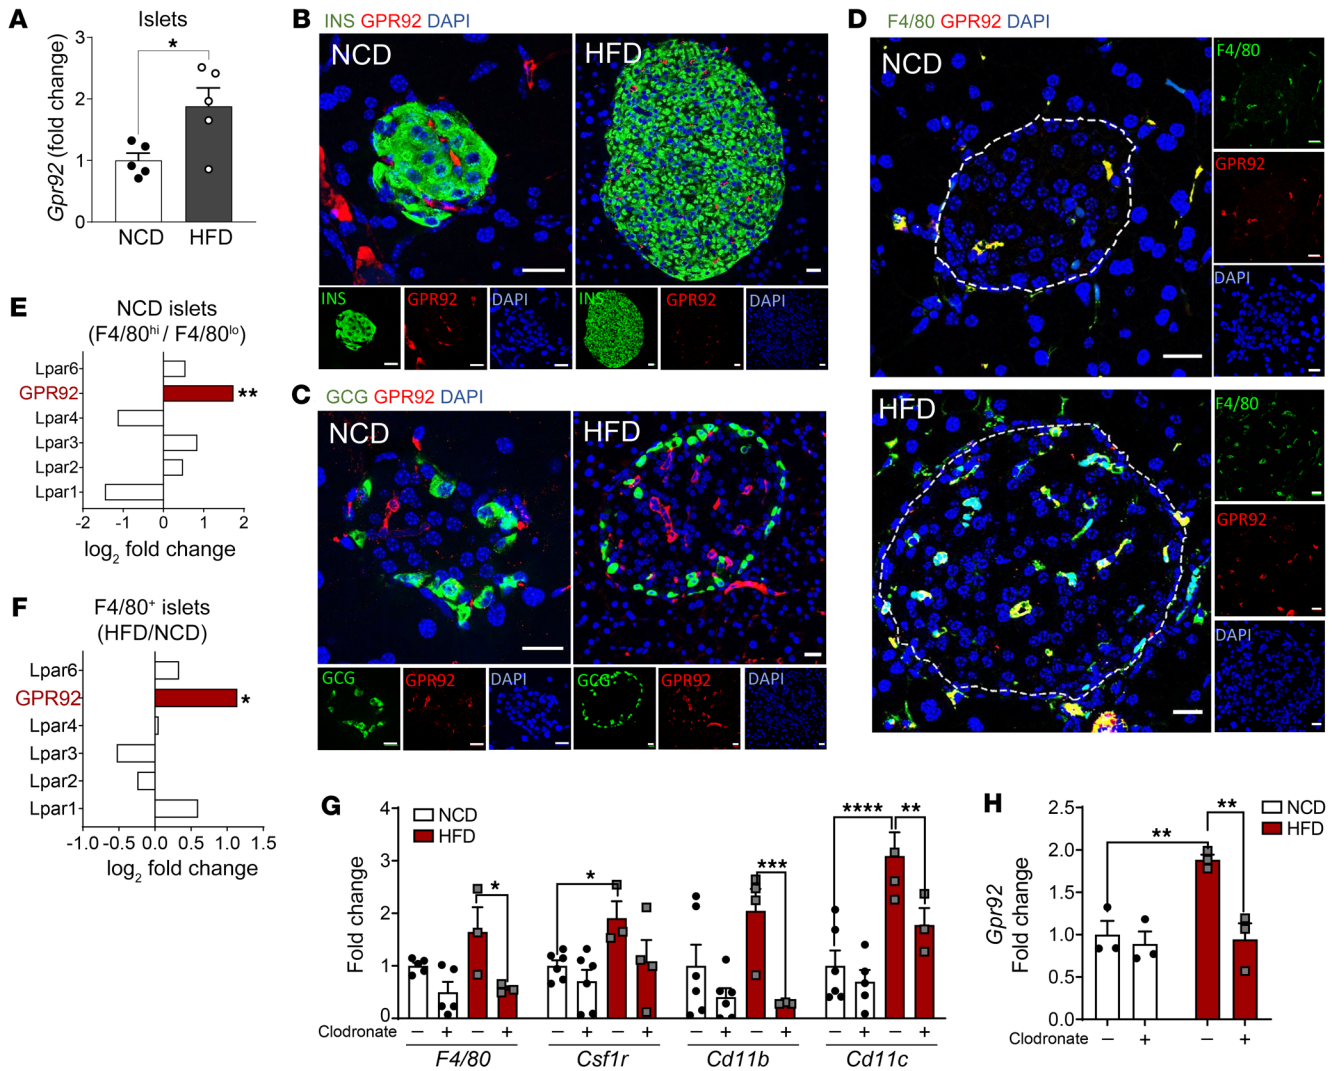 A
Islets
Gpr92 (fold change)
3
2
1
0
*
NCD
HFD
B
INS GPR92 DAPI
NCD
HFD
INS
GPR92
DAPI
INS
GPR92
DAPI
C
GCG GPR92 DAPI
NCD
HFD
GCG
GPR92
DAPI
GCG
GPR92
DAPI
D
F4/80 GPR92 DAPI
NCD
F4/80
GPR92
DAPI
HFD
F4/80
GPR92
DAPI
E
NCD islets
(F4/80hi / F4/80lo)
Lpar6
GPR92
**
Lpar4
Lpar3
Lpar2
Lpar1
-2 -1 0 1 2
log2 fold change
F
F4/80+ islets
(HFD/NCD)
Lpar6
GPR92
*
Lpar4
Lpar3
Lpar2
Lpar1
-1.0 -0.5 0.0 0.5 1.0 1.5
log2 fold change
G
NCD
HFD
Fold change
4
3
2
1
0
*
*
***
****
**
Clodronate − + − + − + − + − + − + − + − +
F4/80 Csf1r Cd11b Cd11c
H
NCD
HFD
Gpr92
Fold change
2.5
2.0
1.5
1.0
0.5
0.0
**
**
Clodronate − + − +